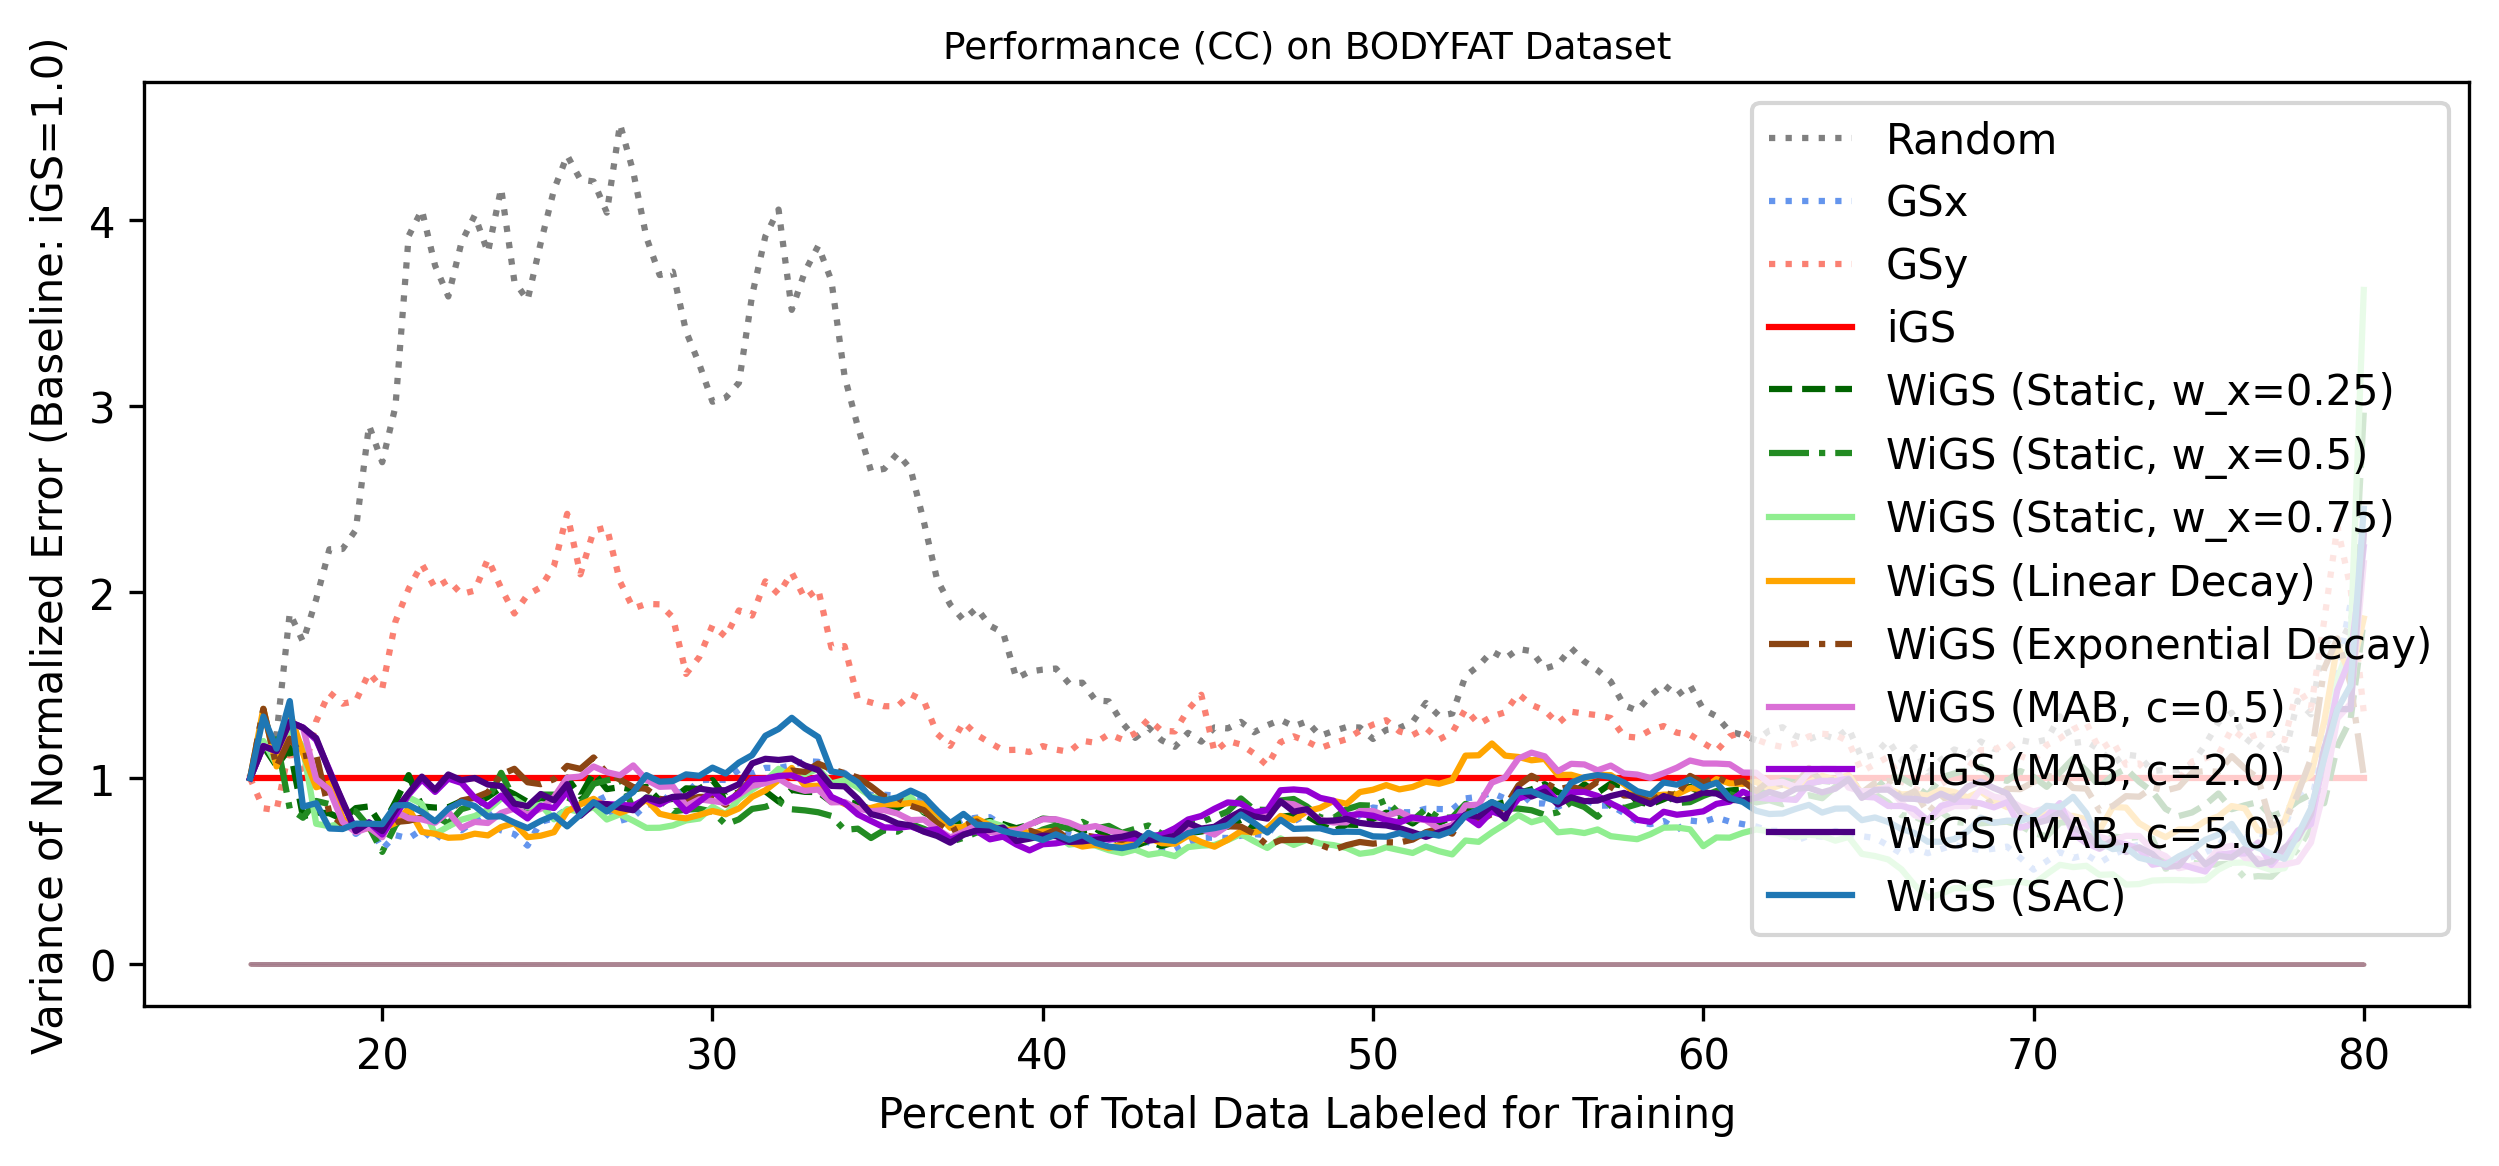 Performance (CC) on BODYFAT Dataset
Variance of Normalized Error (Baseline: iGS=1.0)
4
3
2
1
0
20 30 40 50 60 70 80
Percent of Total Data Labeled for Training
Random
GSx
GSy
iGS
WiGS (Static, w_x=0.25)
WiGS (Static, w_x=0.5)
WiGS (Static, w_x=0.75)
WiGS (Linear Decay)
WiGS (Exponential Decay)
WiGS (MAB, c=0.5)
WiGS (MAB, c=2.0)
WiGS (MAB, c=5.0)
WiGS (SAC)